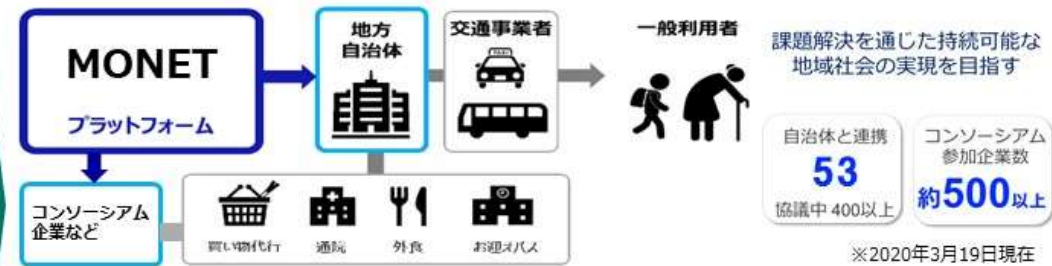 MONET
プラットフォーム
地方
自治体
交通事業者
一般利用者
課題解決を通じた持続可能な
地域社会の実現を目指す
自治体と連携
53
協議中 400以上
コンソーシアム
参加企業数
約500以上
コンソーシアム
企業など
買い物代行
通院
外食
お迎えバス
※2020年3月19日現在